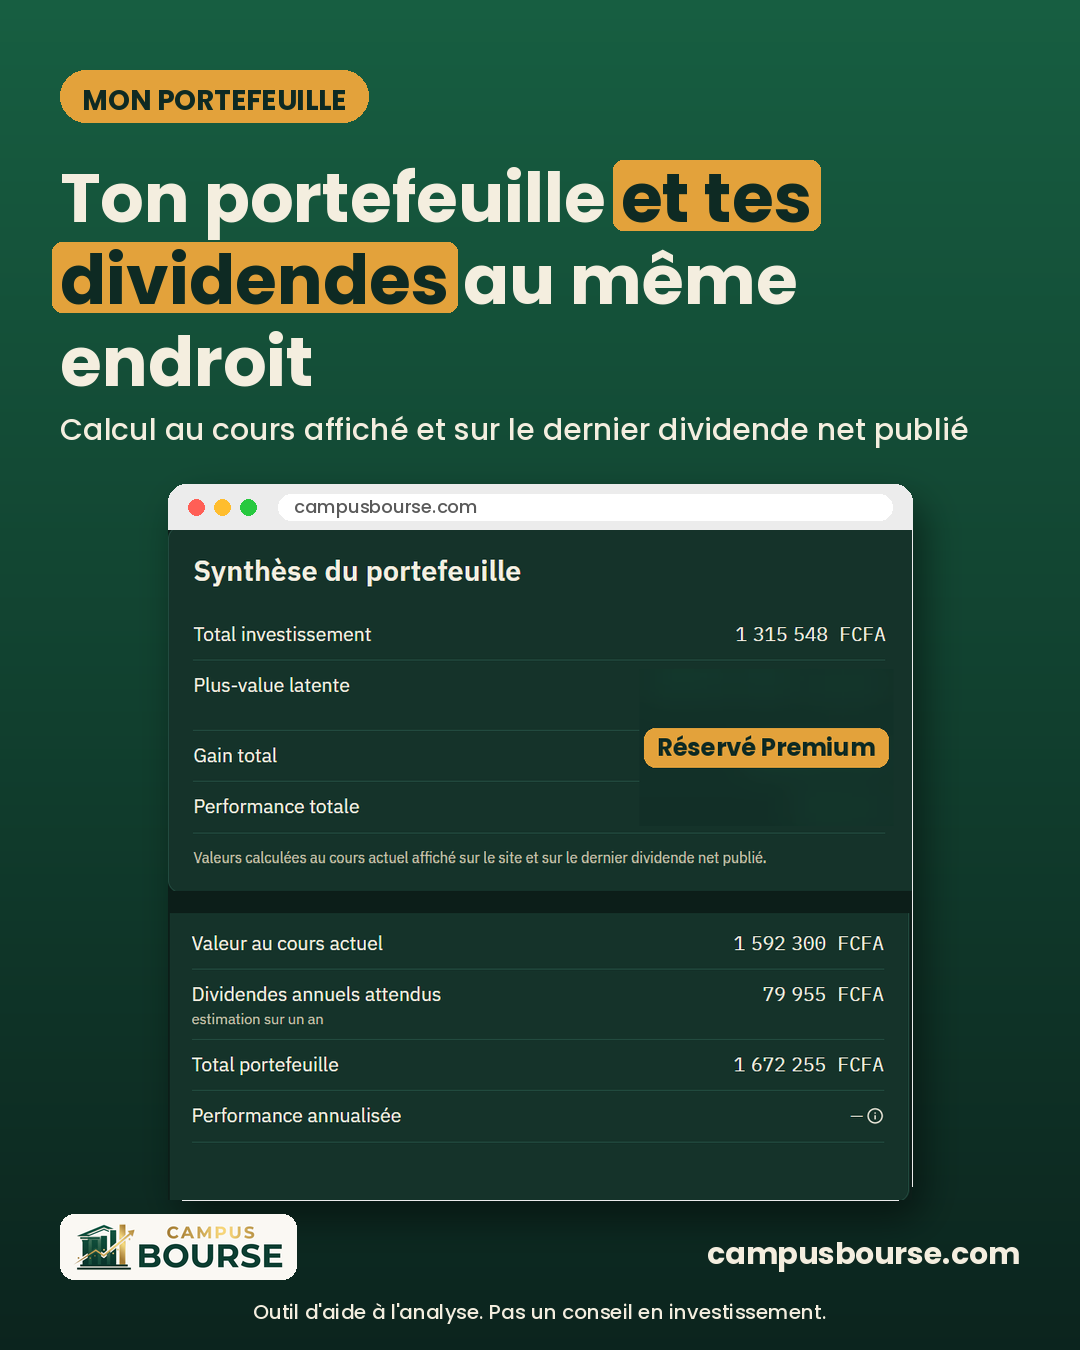 MON PORTEFEUILLE
Ton portefeuille et tes
dividendes au même
endroit
Calcul au cours affiché et sur le dernier dividende net publié
campusbourse.com
Synthèse du portefeuille
Total investissement 1 315 548 FCFA
Plus-value latente
Réservé Premium
Gain total
Performance totale
Valeurs calculées au cours actuel affiché sur le site et sur le dernier dividende net publié.
Valeur au cours actuel 1 592 300 FCFA
Dividendes annuels attendus 79 955 FCFA
estimation sur un an
Total portefeuille 1 672 255 FCFA
Performance annualisée —
CAMPUS
BOURSE
campusbourse.com
Outil d'aide à l'analyse. Pas un conseil en investissement.